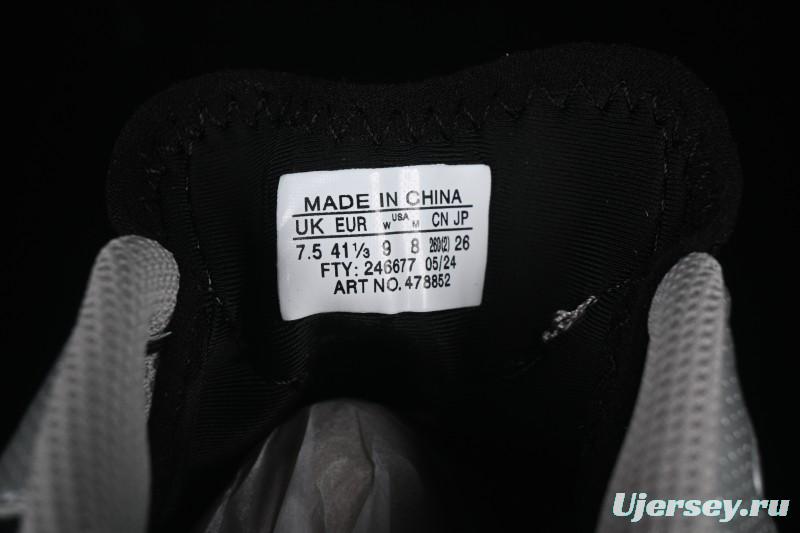 MADE IN CHINA
UK EUR W USA M CN JP
7.5 41⅓ 9 8 260(2) 26
FTY: 246677 05/24
ART NO. 478852
Ujersey.ru